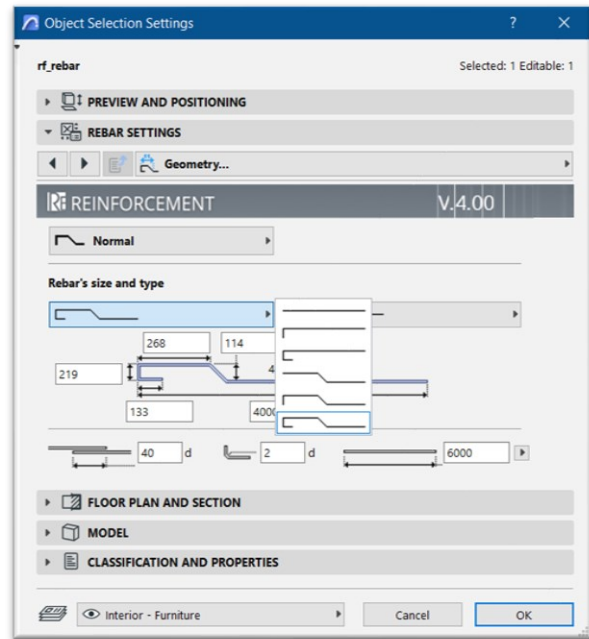 Object Selection Settings ? ×
rf_rebar Selected: 1 Editable: 1
PREVIEW AND POSITIONING
REBAR SETTINGS
Geometry...
RF REINFORCEMENT V.4.00
Normal
Rebar's size and type
268 114
219 4
133 4000
40 d 2 d 6000
FLOOR PLAN AND SECTION
MODEL
CLASSIFICATION AND PROPERTIES
Interior - Furniture Cancel OK